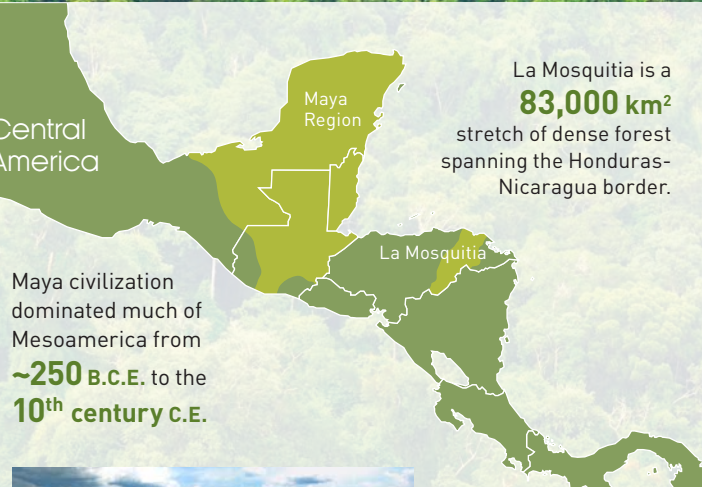 La Mosquitia is a
83,000 km²
stretch of dense forest
spanning the Honduras-
Nicaragua border.
Maya
Region
Central
America
La Mosquitia
Maya civilization
dominated much of
Mesoamerica from
~250 B.C.E. to the
10th century C.E.